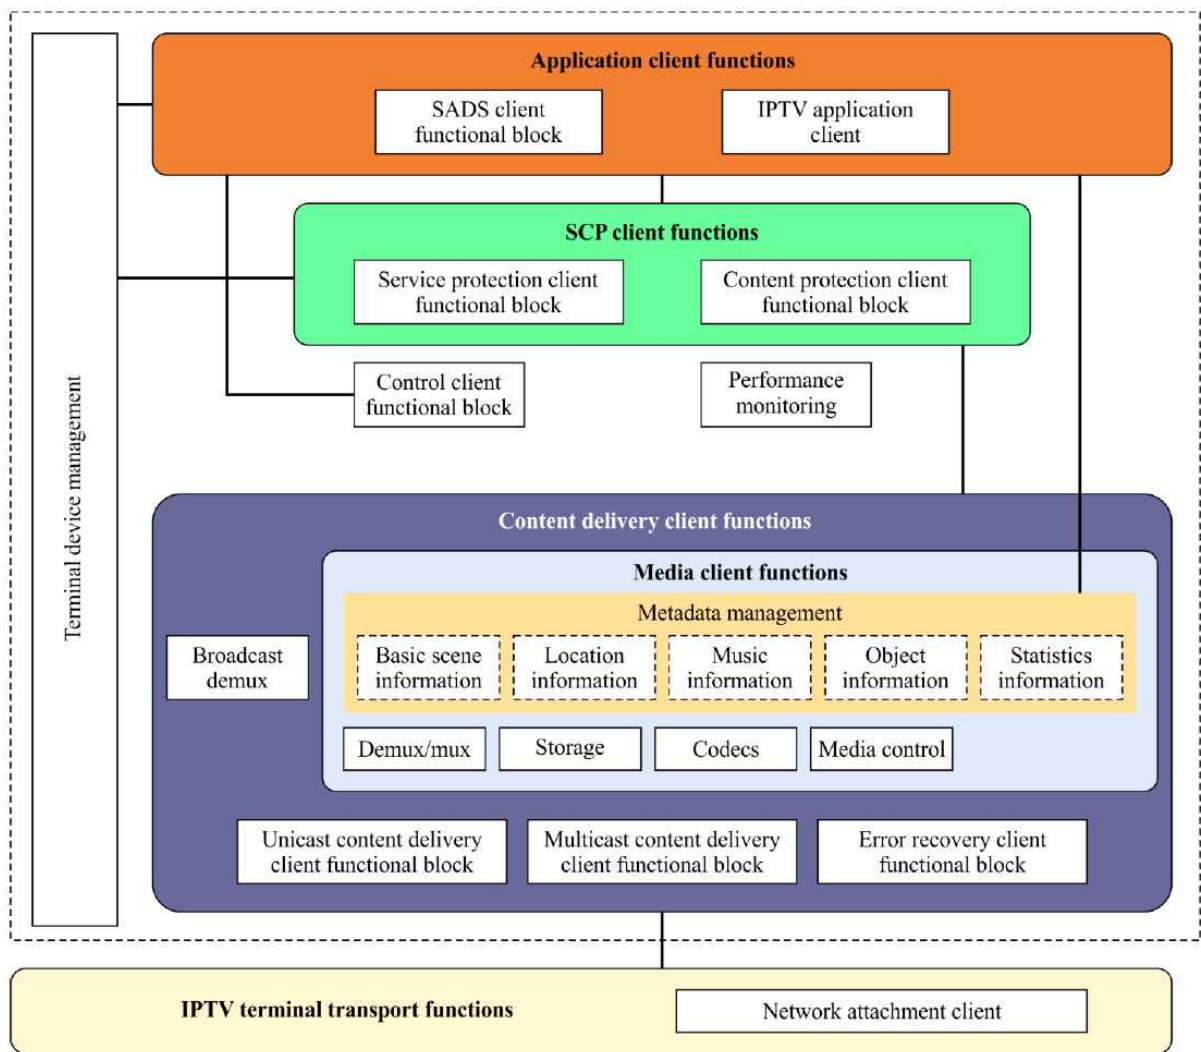 Application client functions
SADS client
functional block
IPTV application
client
SCP client functions
Service protection client
functional block
Content protection client
functional block
Control client
functional block
Performance
monitoring
Terminal device management
Content delivery client functions
Media client functions
Metadata management
Broadcast
demux
Basic scene
information
Location
information
Music
information
Object
information
Statistics
information
Demux/mux
Storage
Codecs
Media control
Unicast content delivery
client functional block
Multicast content delivery
client functional block
Error recovery client
functional block
IPTV terminal transport functions
Network attachment client